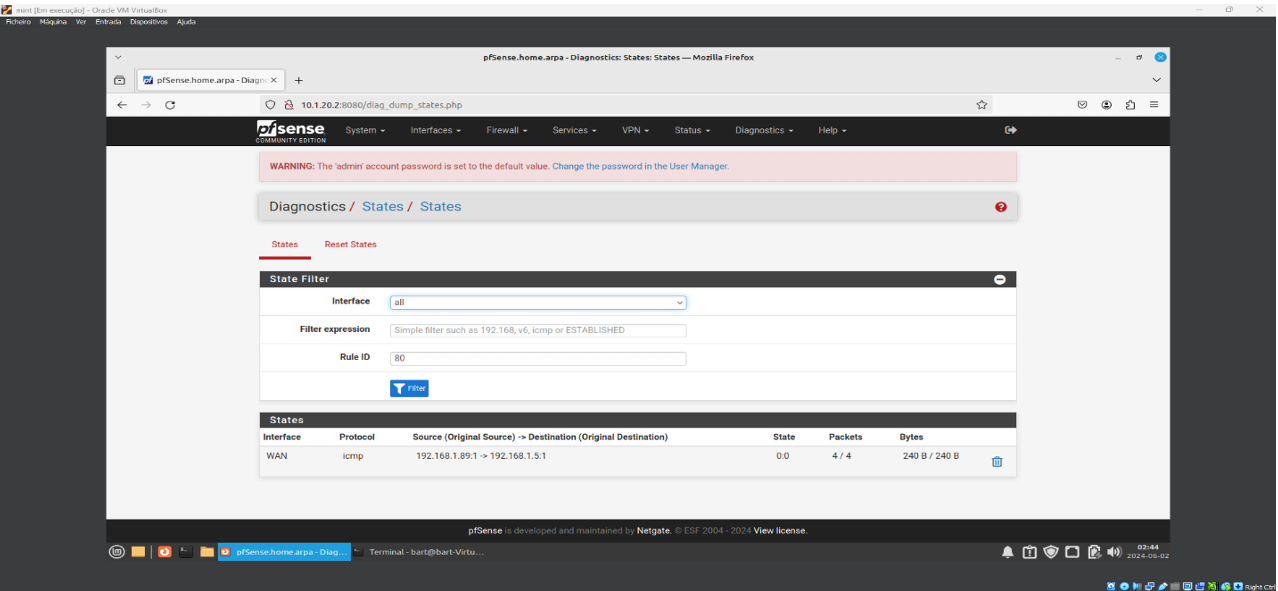 mint [Em execução] - Oracle VM VirtualBox
Ficheiro Máquina Ver Entrada Dispositivos Ajuda
pfSense.home.arpa - Diagnostics: States: States — Mozilla Firefox
pfSense.home.arpa - Diagno
10.1.20.2:8080/diag_dump_states.php
pfsense System Interfaces Firewall Services VPN Status Diagnostics Help
COMMUNITY EDITION
WARNING: The 'admin' account password is set to the default value. Change the password in the User Manager.
Diagnostics / States / States
States Reset States
State Filter
Interface all
Filter expression Simple filter such as 192.168, v6, icmp or ESTABLISHED
Rule ID 80
Filter
States
Interface Protocol Source (Original Source) -> Destination (Original Destination) State Packets Bytes
WAN icmp 192.168.1.89:1 -> 192.168.1.5:1 0:0 4 / 4 240 B / 240 B
pfSense is developed and maintained by Netgate. © ESF 2004 - 2024 View license.
pfSense.home.arpa - Diag... Terminal - bart@bart-Virtu... 02:44
2024-06-02
Right Ctrl